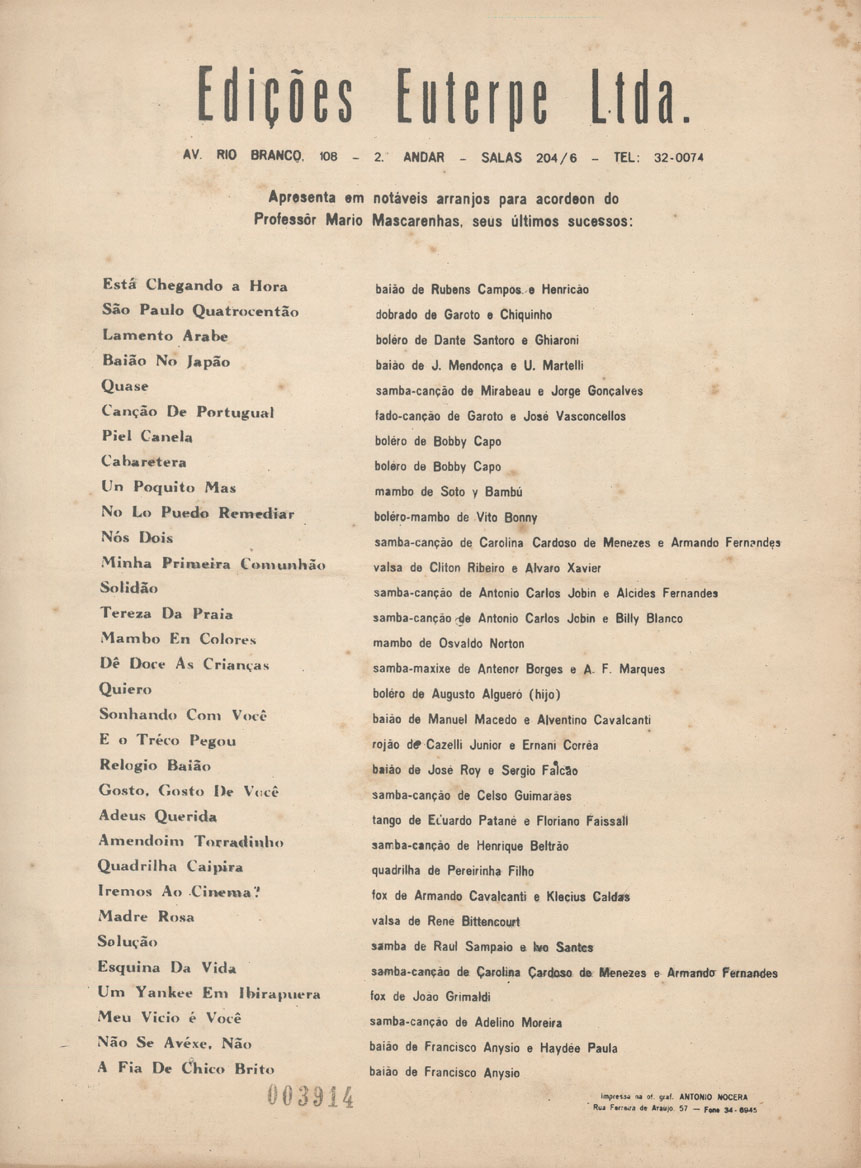 Edições Euterpe Ltda.
AV. RIO BRANCO, 108 – 2. ANDAR – SALAS 204/6 – TEL: 32-0074
Apresenta em notáveis arranjos para acordeon do
Professôr Mario Mascarenhas, seus últimos sucessos:
Está Chegando a Hora baião de Rubens Campos e Henricão
São Paulo Quatrocentão dobrado de Garoto e Chiquinho
Lamento Arabe boléro de Dante Santoro e Ghiaroni
Baião No Japão baião de J. Mendonça e U. Martelli
Quase samba-canção de Mirabeau e Jorge Gonçalves
Canção De Portugual fado-canção de Garoto e José Vasconcellos
Piel Canela boléro de Bobby Capo
Cabaretera boléro de Bobby Capo
Un Poquito Mas mambo de Soto y Bambú
No Lo Puedo Remediar boléro-mambo de Vito Bonny
Nós Dois samba-canção de Carolina Cardoso de Menezes e Armando Fernandes
Minha Primeira Comunhão valsa de Cliton Ribeiro e Alvaro Xavier
Solidão samba-canção de Antonio Carlos Jobin e Alcides Fernandes
Tereza Da Praia samba-canção de Antonio Carlos Jobin e Billy Blanco
Mambo En Colores mambo de Osvaldo Norton
Dê Doce As Crianças samba-maxixe de Antenor Borges e A. F. Marques
Quiero boléro de Augusto Algueró (hijo)
Sonhando Com Você baião de Manuel Macedo e Alventino Cavalcanti
E o Tréco Pegou rojão de Cazelli Junior e Ernani Corrêa
Relogio Baião baião de José Roy e Sergio Falcão
Gosto, Gosto De Você samba-canção de Celso Guimarães
Adeus Querida tango de Eduardo Patané e Floriano Faissall
Amendoim Torradinho samba-canção de Henrique Beltrão
Quadrilha Caipira quadrilha de Pereirinha Filho
Iremos Ao Cinema? fox de Armando Cavalcanti e Klecius Caldas
Madre Rosa valsa de Rene Bittencourt
Solução samba de Raul Sampaio e Ivo Santos
Esquina Da Vida samba-canção de Carolina Cardoso de Menezes e Armando Fernandes
Um Yankee Em Ibirapuera fox de João Grimaldi
Meu Vicio é Você samba-canção de Adelino Moreira
Não Se Avéxe, Não baião de Francisco Anysio e Haydée Paula
A Fia De Chico Brito baião de Francisco Anysio
003914
Impressa na of. graf. ANTONIO NOCERA
Rua Ferreira de Araujo, 57 — Fone 34-8945